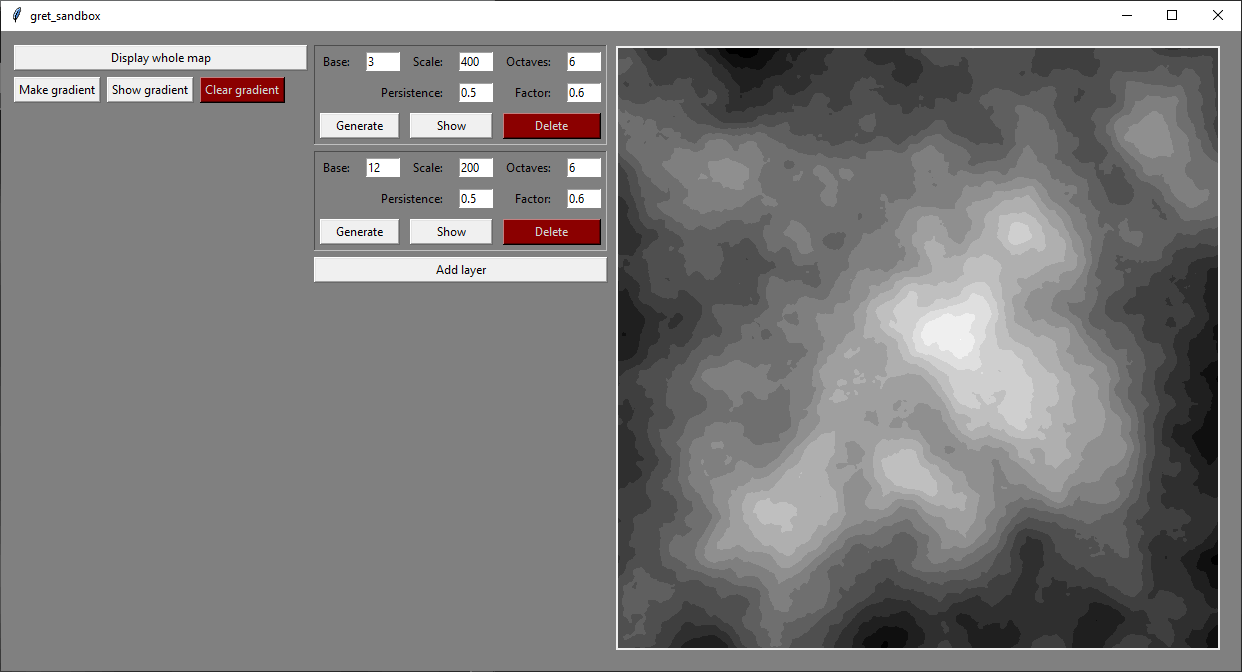 gret_sandbox
Display whole map
Make gradient Show gradient Clear gradient
Base: 3 Scale: 400 Octaves: 6
Persistence: 0.5 Factor: 0.6
Generate Show Delete
Base: 12 Scale: 200 Octaves: 6
Persistence: 0.5 Factor: 0.6
Generate Show Delete
Add layer